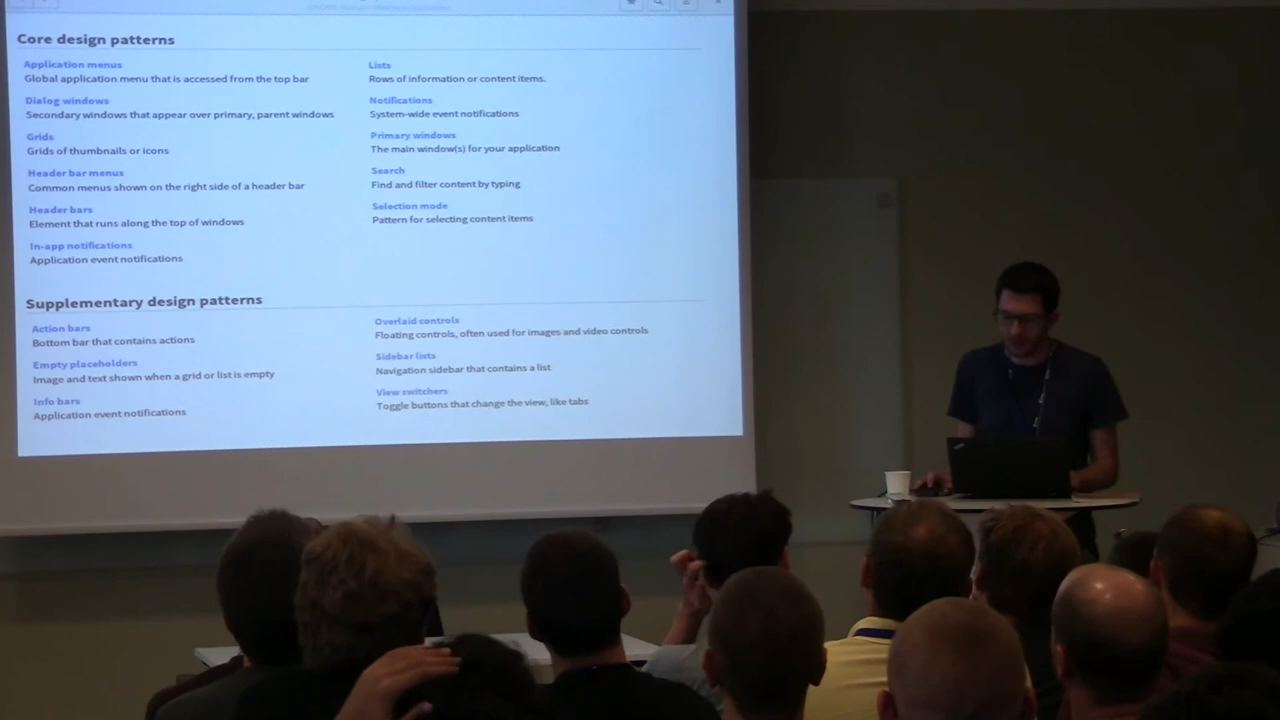 Core design patterns
Application menus
Global application menu that is accessed from the top bar
Dialog windows
Secondary windows that appear over primary, parent windows
Grids
Grids of thumbnails or icons
Header bar menus
Common menus shown on the right side of a header bar
Header bars
Element that runs along the top of windows
In-app notifications
Application event notifications
Lists
Rows of information or content items.
Notifications
System-wide event notifications
Primary windows
The main window(s) for your application
Search
Find and filter content by typing
Selection mode
Pattern for selecting content items
Supplementary design patterns
Action bars
Bottom bar that contains actions
Empty placeholders
Image and text shown when a grid or list is empty
Info bars
Application event notifications
Overlaid controls
Floating controls, often used for images and video controls
Sidebar lists
Navigation sidebar that contains a list
View switchers
Toggle buttons that change the view, like tabs